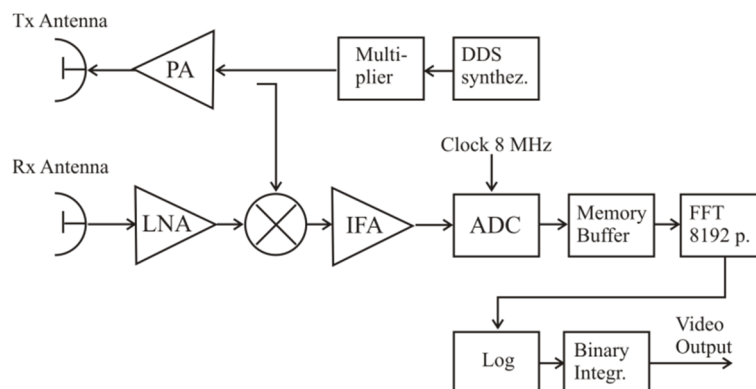 Tx Antenna
PA
Multi-
plier
DDS
synthez.
Clock 8 MHz
Rx Antenna
LNA
IFA
ADC
Memory
Buffer
FFT
8192 p.
Log
Binary
Integr.
Video
Output